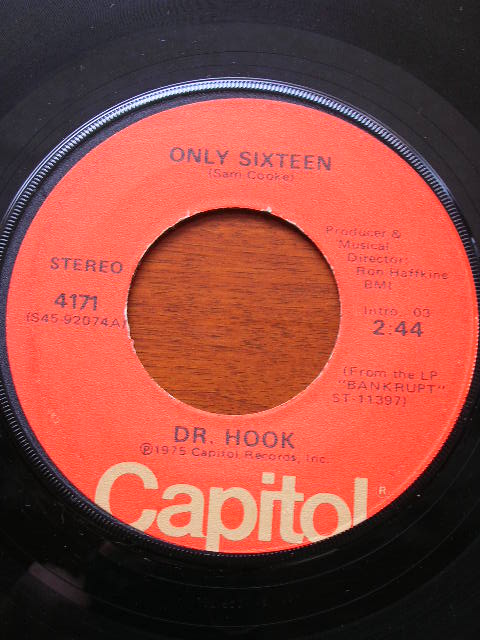 ONLY SIXTEEN
(Sam Cooke)
STEREO
4171
(S45-92074A)
Producer &
Musical
Director:
Ron Haffkine
BMI
Intro. 03
2:44
(From the LP
"BANKRUPT"
ST-11397)
DR. HOOK
℗1975 Capitol Records, Inc.
Capitol®